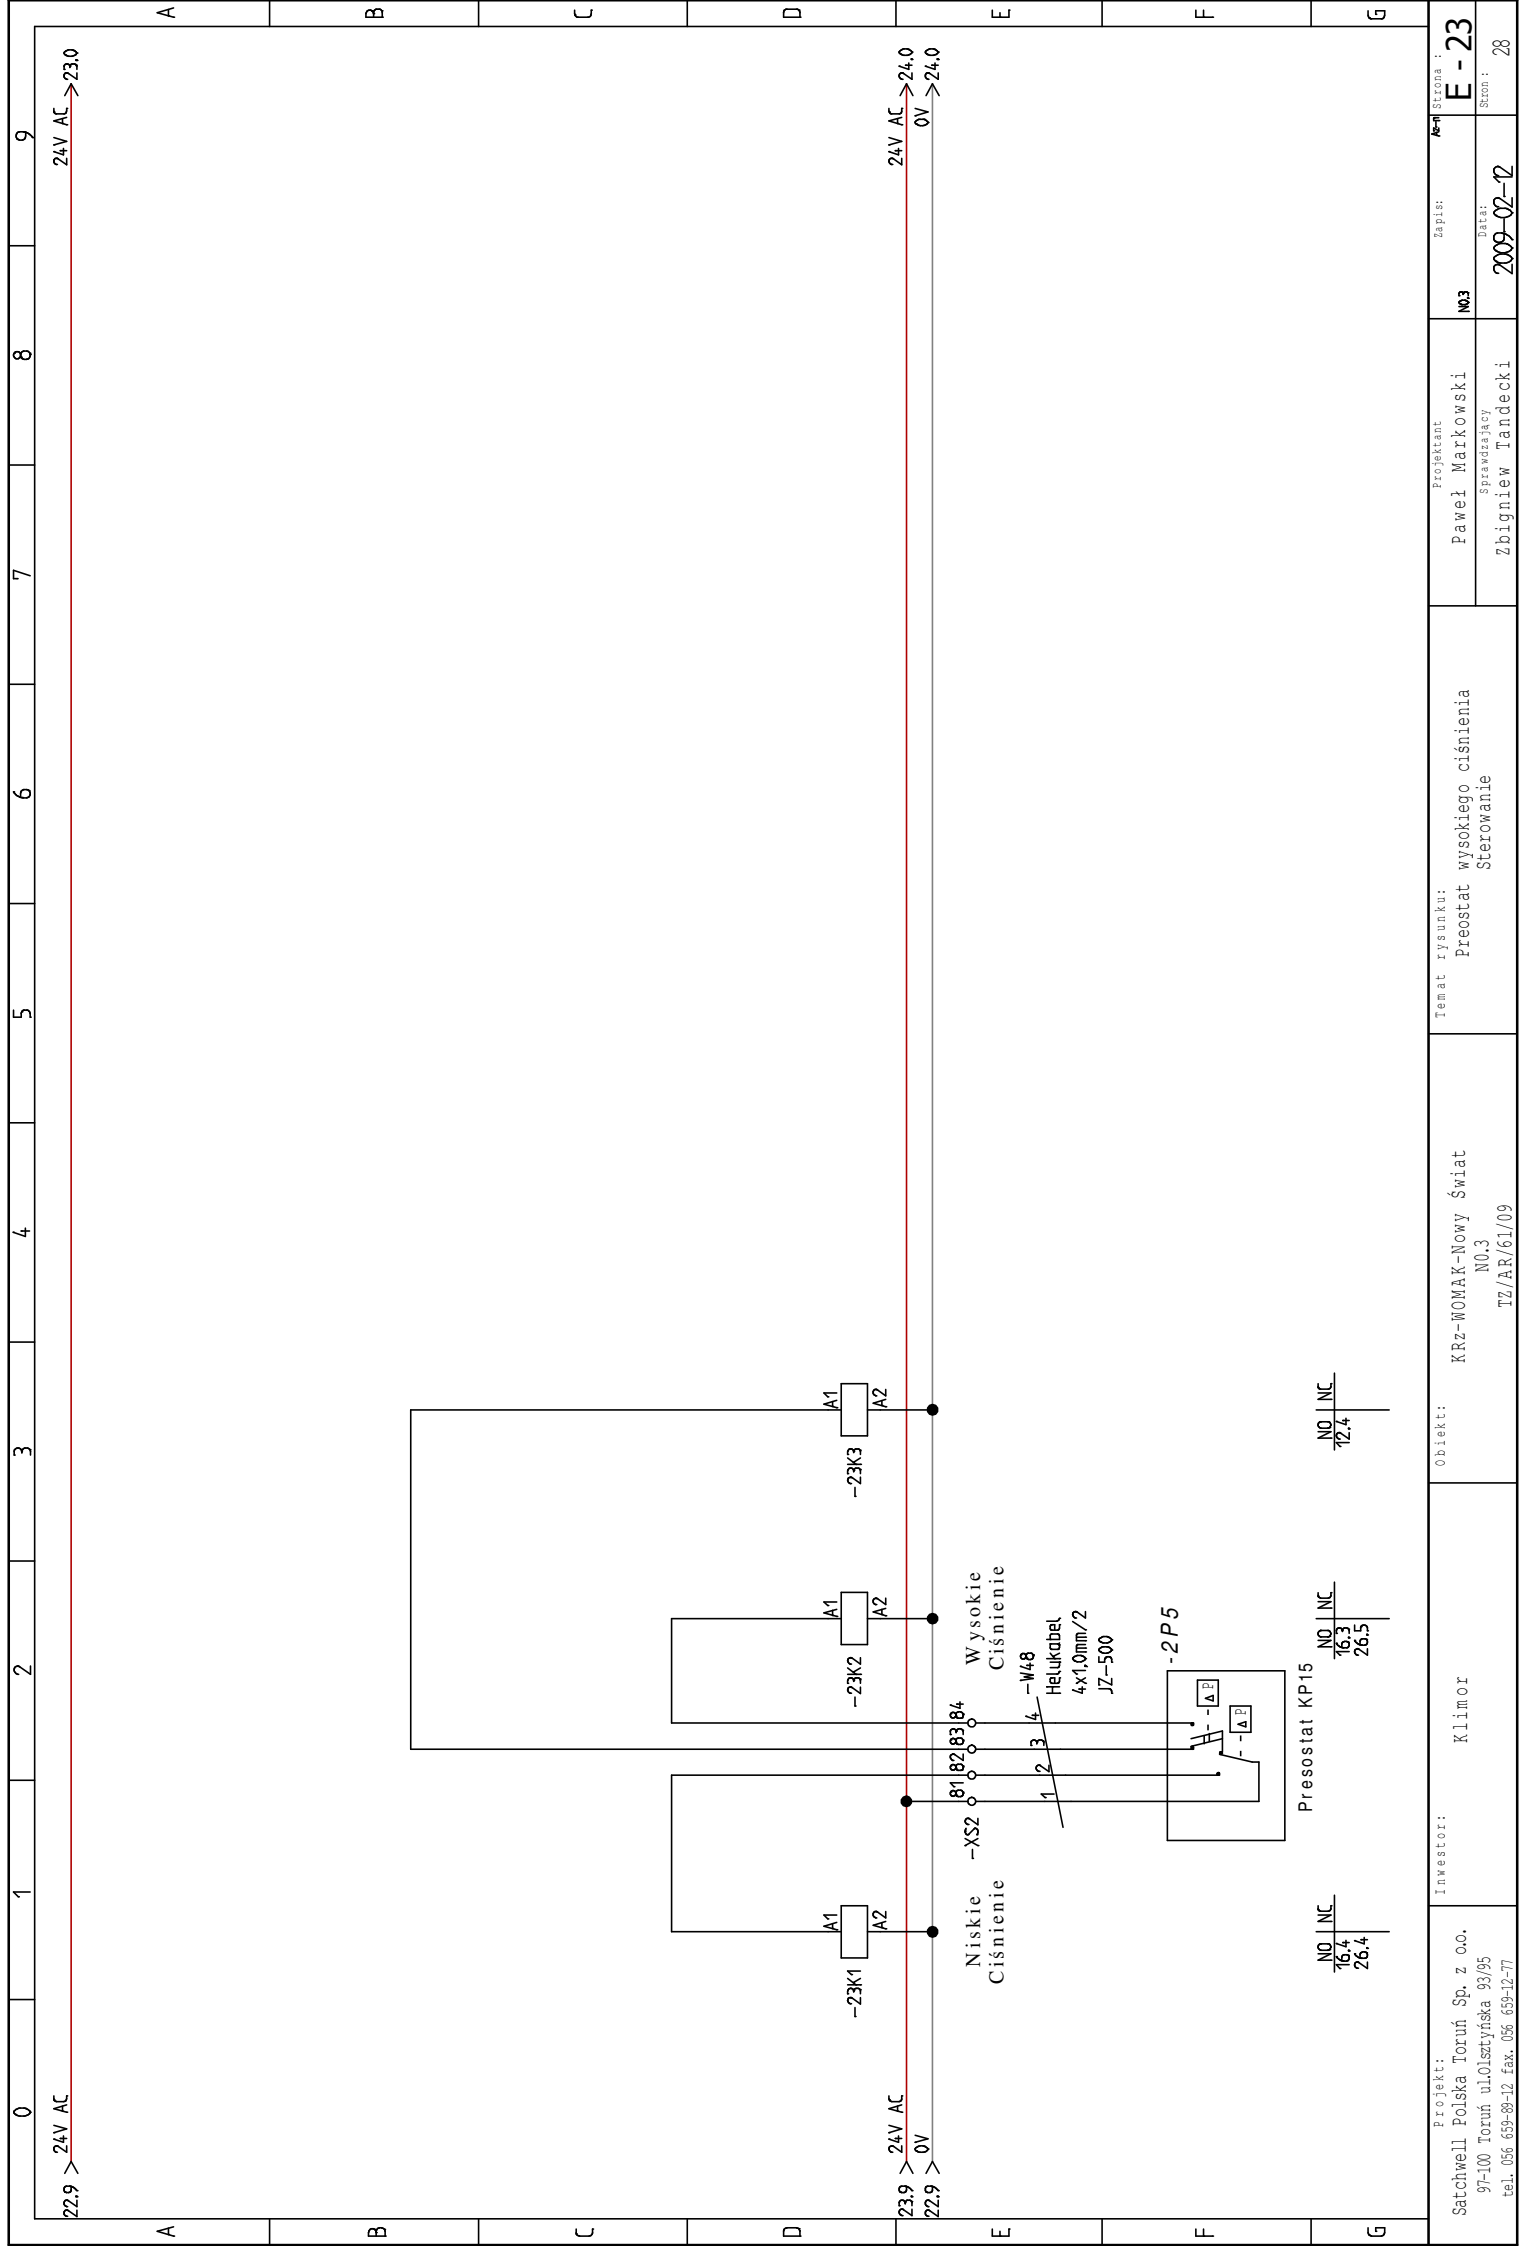 0 1 2 3 4 5 6 7 8 9
A A
B B
C C
D D
E E
F F
G G
22.9 24V AC
24V AC 23.0
23.9 24V AC
24V AC 24.0
22.9 0V
0V 24.0
-23K1 A1 A2
-23K2 A1 A2
-23K3 A1 A2
Niskie
Ciśnienie
Wysokie
Ciśnienie
-XS2 81 82 83 84
1 2 3 4
-W48
Helukabel
4x1,0mm/2
JZ-500
-2P5
Δ P
Δ P
Presostat KP15
NO NC
16.4
26.4
NO NC
16.3
26.5
NO NC
12.4
Projekt:
Satchwell Polska Toruń Sp. z o.o.
97-100 Toruń ul.Olsztyńska 93/95
tel. 056 659-89-12 fax. 056 659-12-77
Inwestor:
Klimor
Obiekt:
KRz-WOMAK-Nowy Świat
NO.3
TZ/AR/61/09
Temat rysunku:
Preostat wysokiego ciśnienia
Sterowanie
Projektant
Paweł Markowski
Sprawdzający
Zbigniew Tandecki
Zapis:
NO.3
Data:
2009-02-12
Strona :
E - 23
Stron : 28